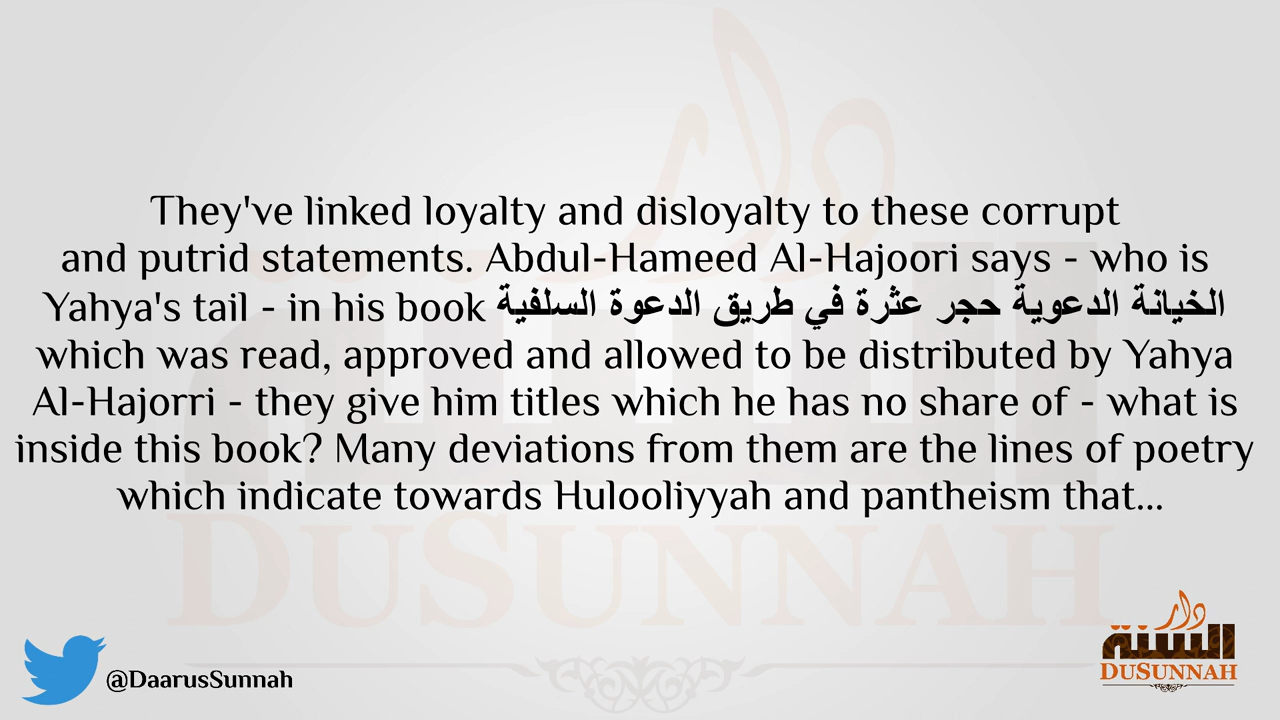 They've linked loyalty and disloyalty to these corrupt
and putrid statements. Abdul-Hameed Al-Hajoori says - who is
Yahya's tail - in his book الخيانة الدعوية حجر عثرة في طريق الدعوة السلفية
which was read, approved and allowed to be distributed by Yahya
Al-Hajorri - they give him titles which he has no share of - what is
inside this book? Many deviations from them are the lines of poetry
which indicate towards Hulooliyyah and pantheism that...
دار
السنة
DUSUNNAH
@DaarusSunnah
دار
السنة
DUSUNNAH